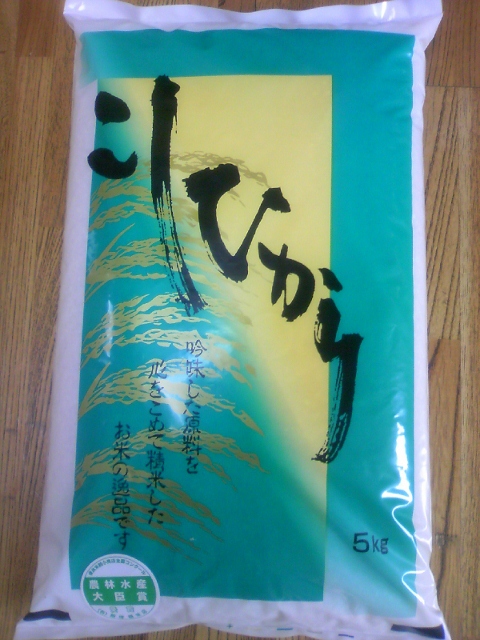 こしひかり
吟味した原料を
心をこめて精米した
お米の逸品です
5kg
農林水産
大臣賞